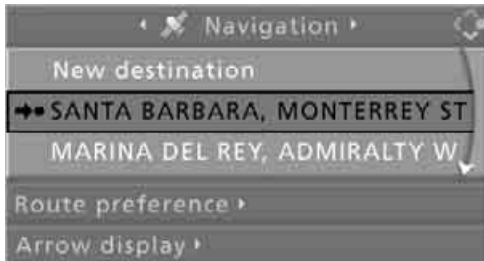 Navigation
New destination
SANTA BARBARA, MONTERREY ST
MARINA DEL REY, ADMIRALTY W
Route preference
Arrow display